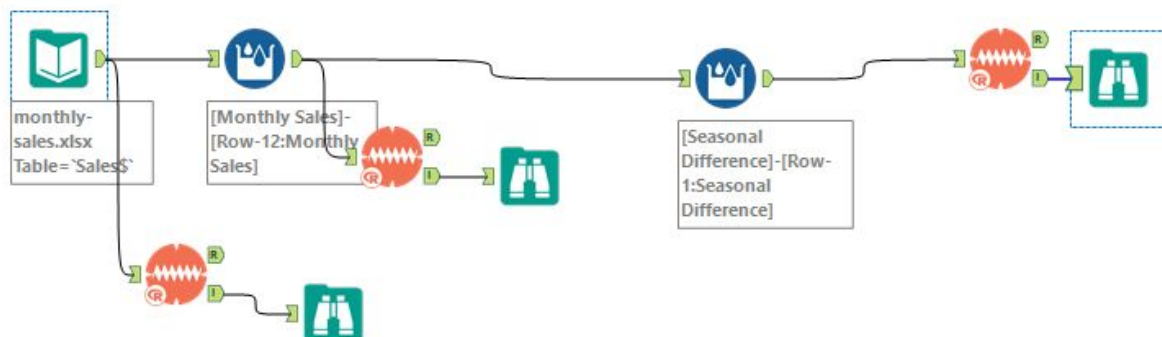 monthly-
sales.xlsx
Table=`Sales$`
[Monthly Sales]-
[Row-12:Monthly
Sales]
R
I
R
[Seasonal
Difference]-[Row-
1:Seasonal
Difference]
R
I
R
R
I
R